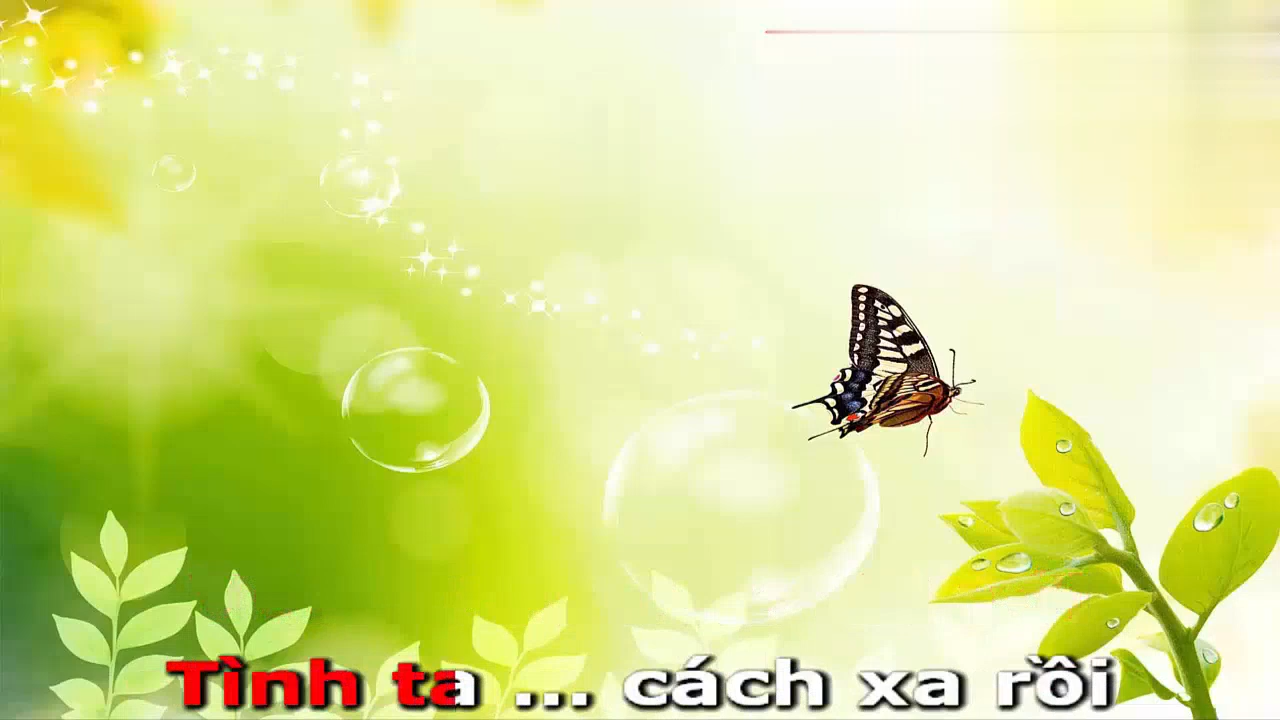 Tình ta ... cách xa rồi